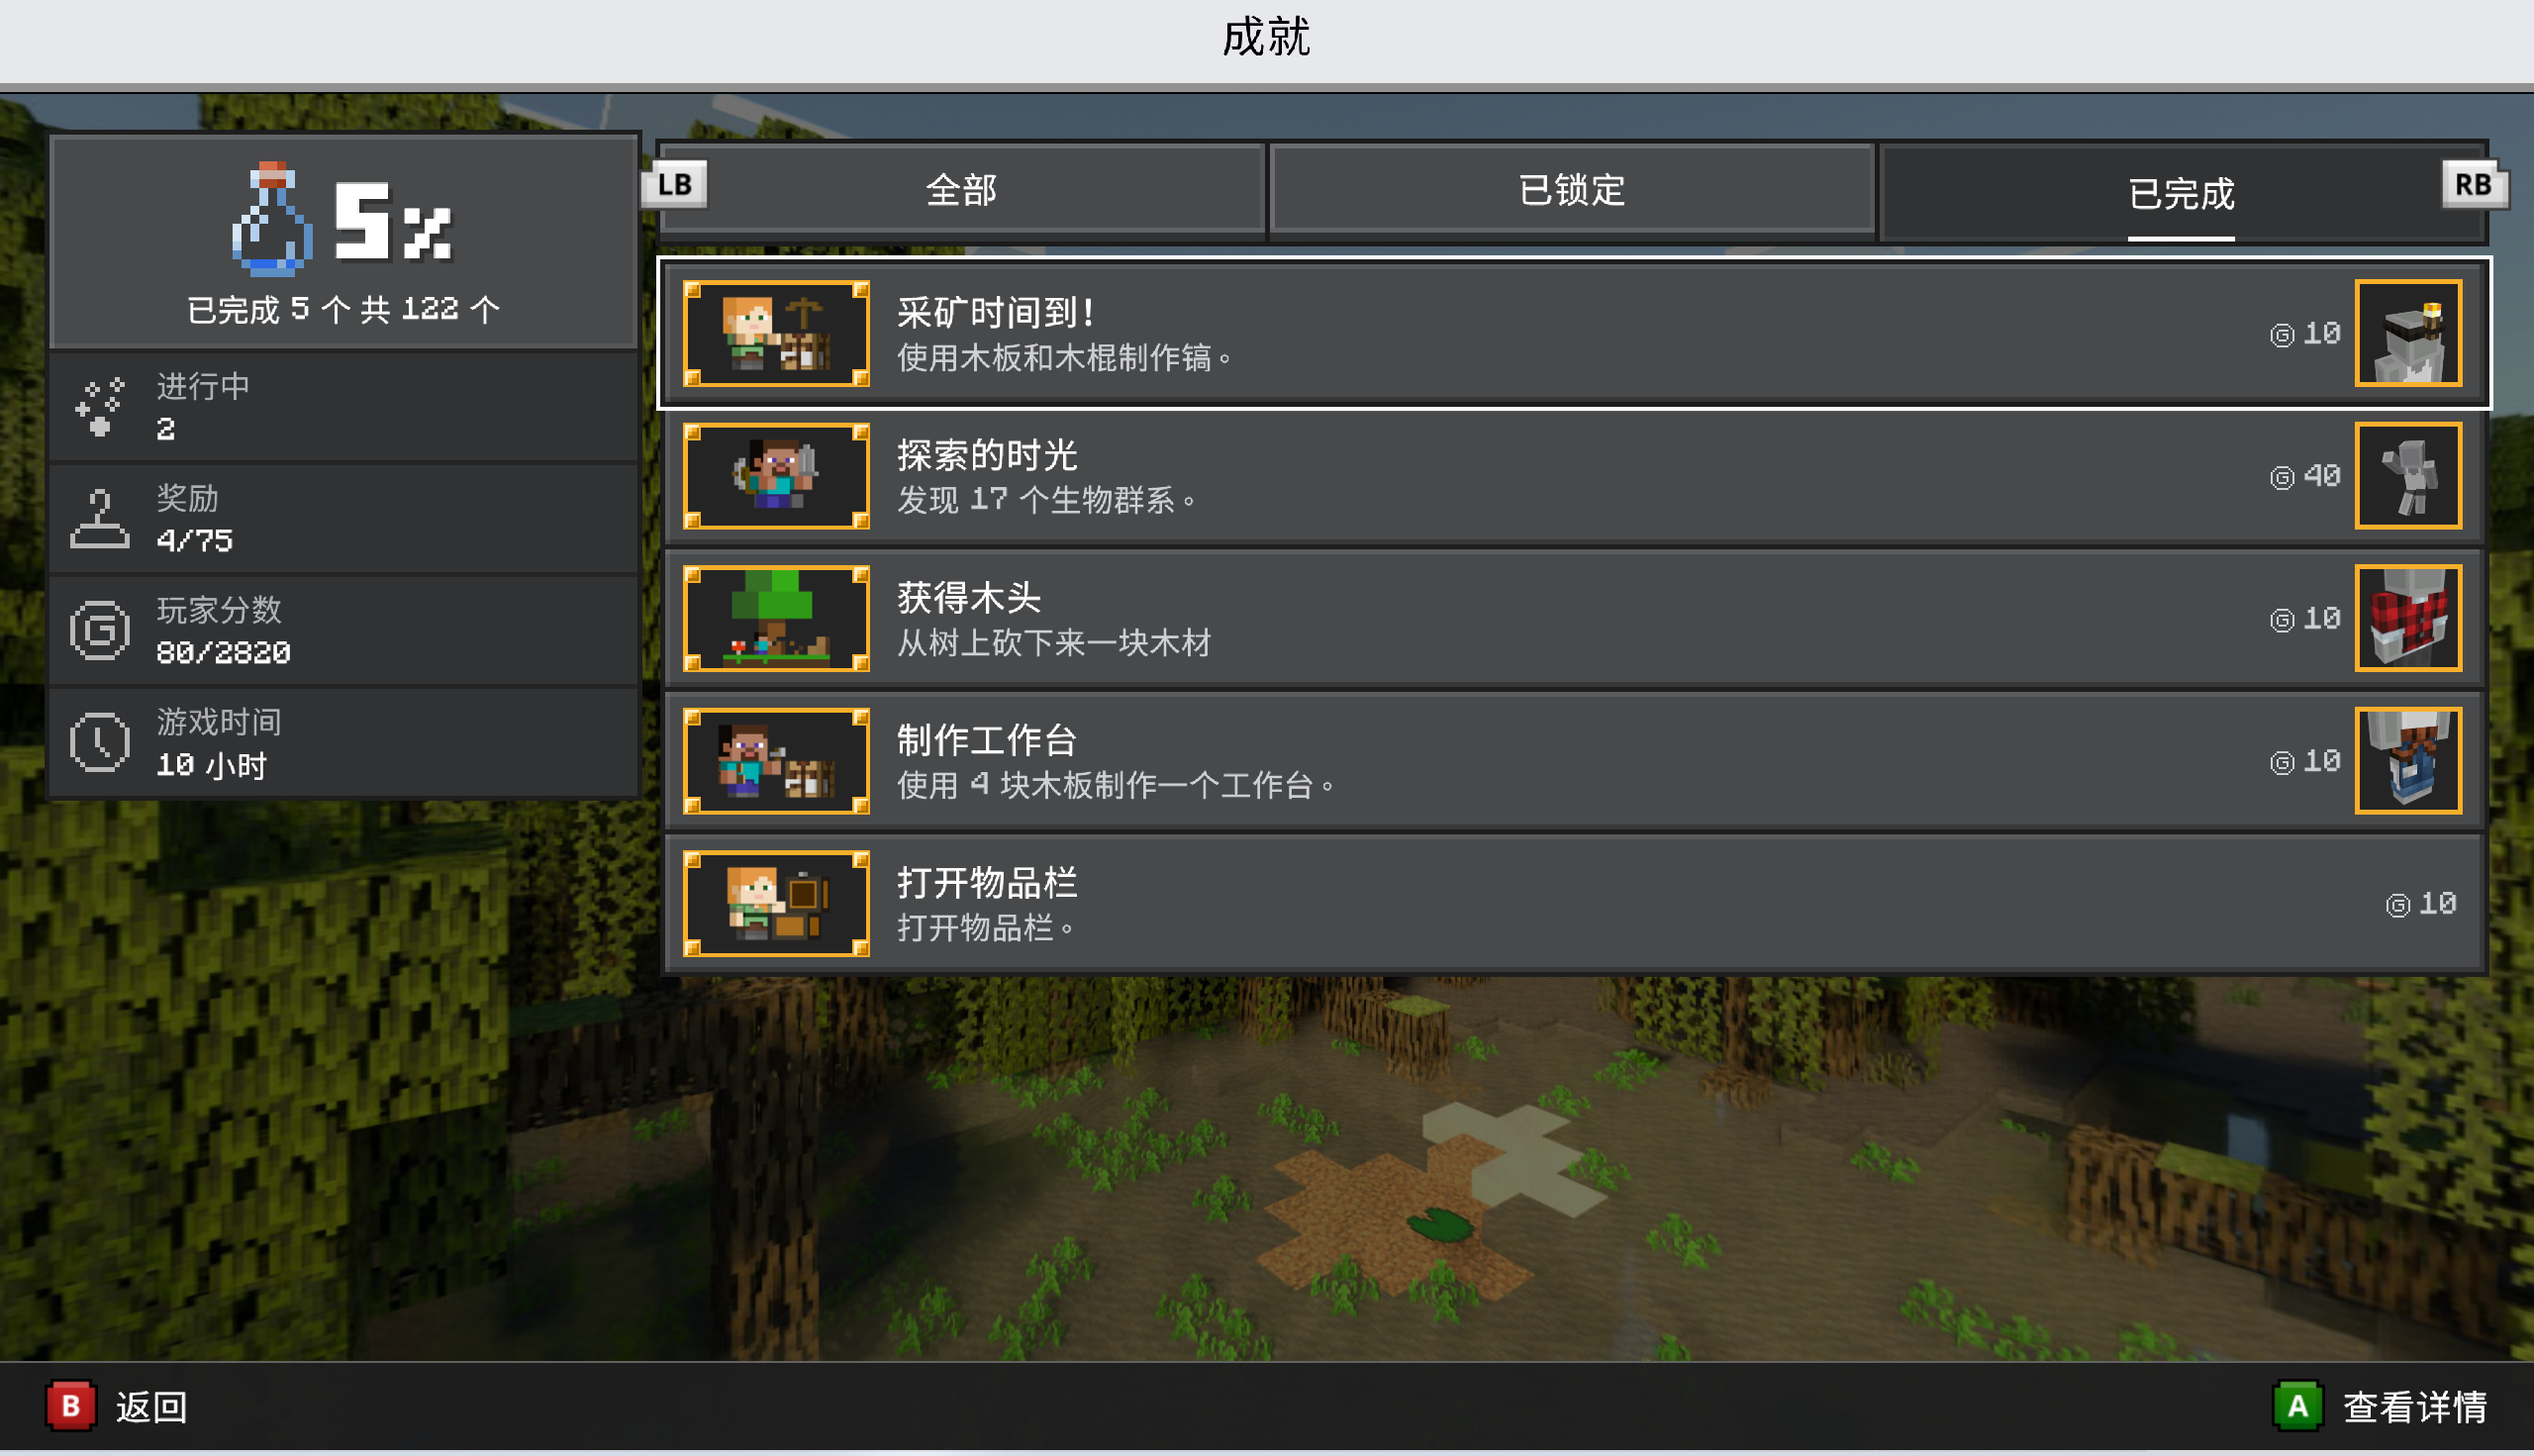 成就
5%
已完成 5 个 共 122 个
进行中
2
奖励
4/75
玩家分数
80/2820
游戏时间
10 小时
LB
全部
已锁定
已完成
RB
采矿时间到！
使用木板和木棍制作镐。
10
探索的时光
发现 17 个生物群系。
40
获得木头
从树上砍下来一块木材
10
制作工作台
使用 4 块木板制作一个工作台。
10
打开物品栏
打开物品栏。
10
B 返回
A 查看详情